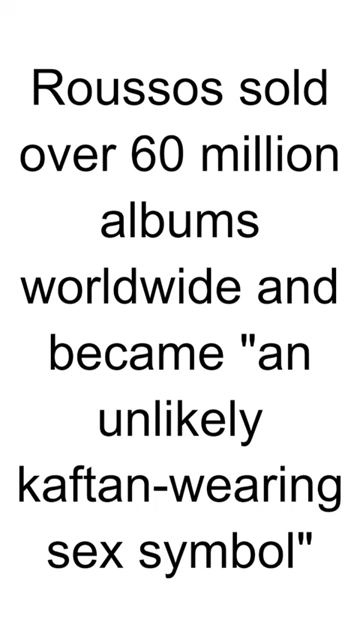 Roussos sold
over 60 million
albums
worldwide and
became "an
unlikely
kaftan-wearing
sex symbol"